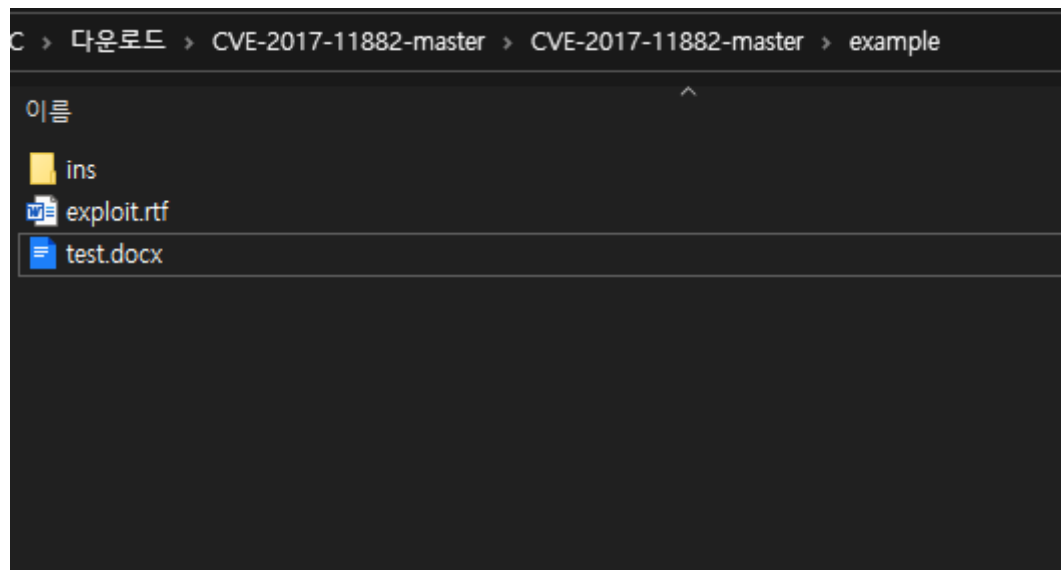 C > 다운로드 > CVE-2017-11882-master > CVE-2017-11882-master > example
이름
ins
exploit.rtf
test.docx